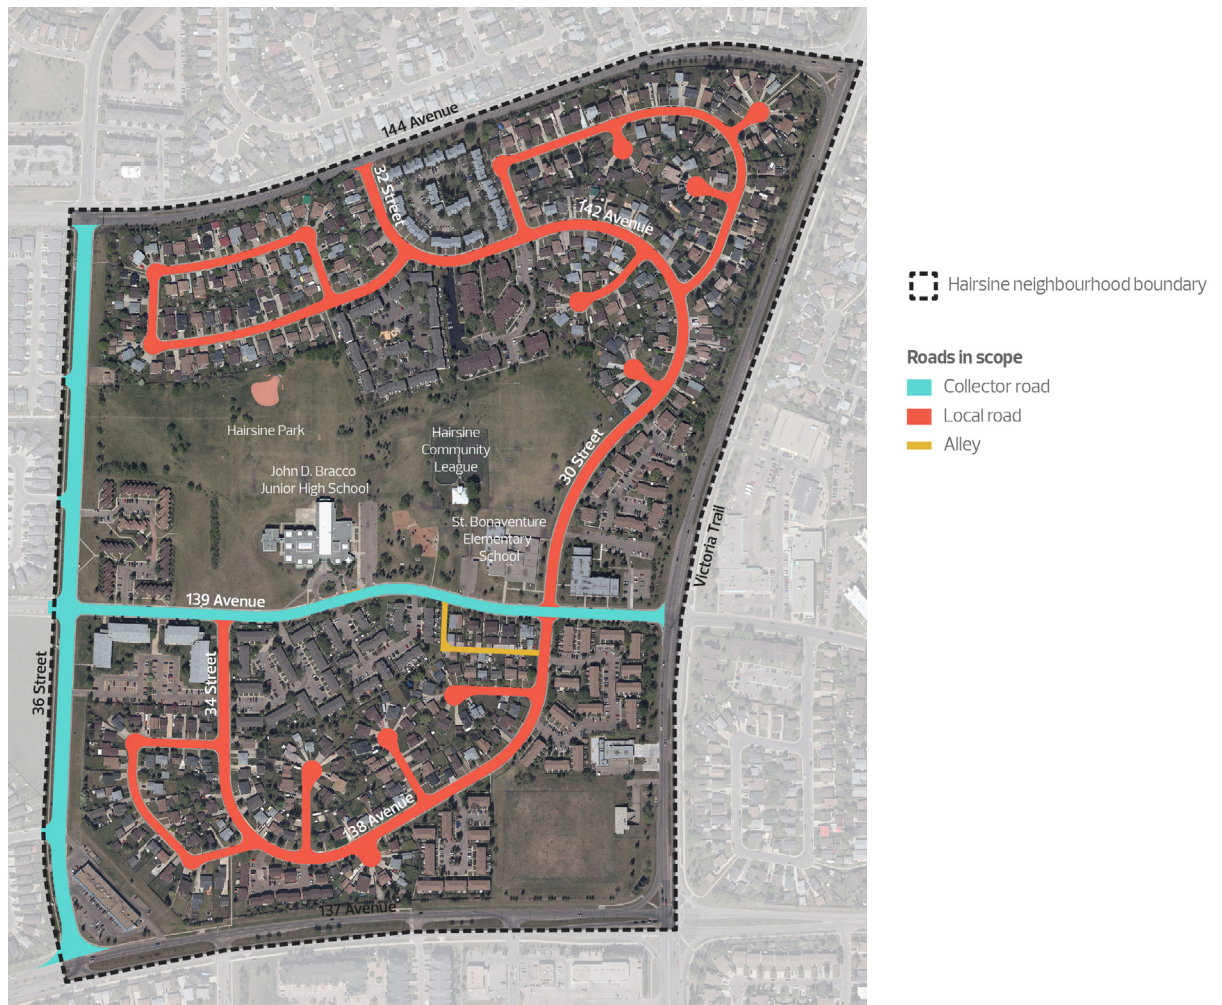 144 Avenue
32 Street
142 Avenue
Hairsine neighbourhood boundary
Roads in scope
Collector road
Local road
Alley
Hairsine Park
Hairsine
Community
League
30 Street
John D. Bracco
Junior High School
St. Bonaventure
Elementary
School
Victoria Trail
139 Avenue
36 Street
34 Street
138 Avenue
137 Avenue